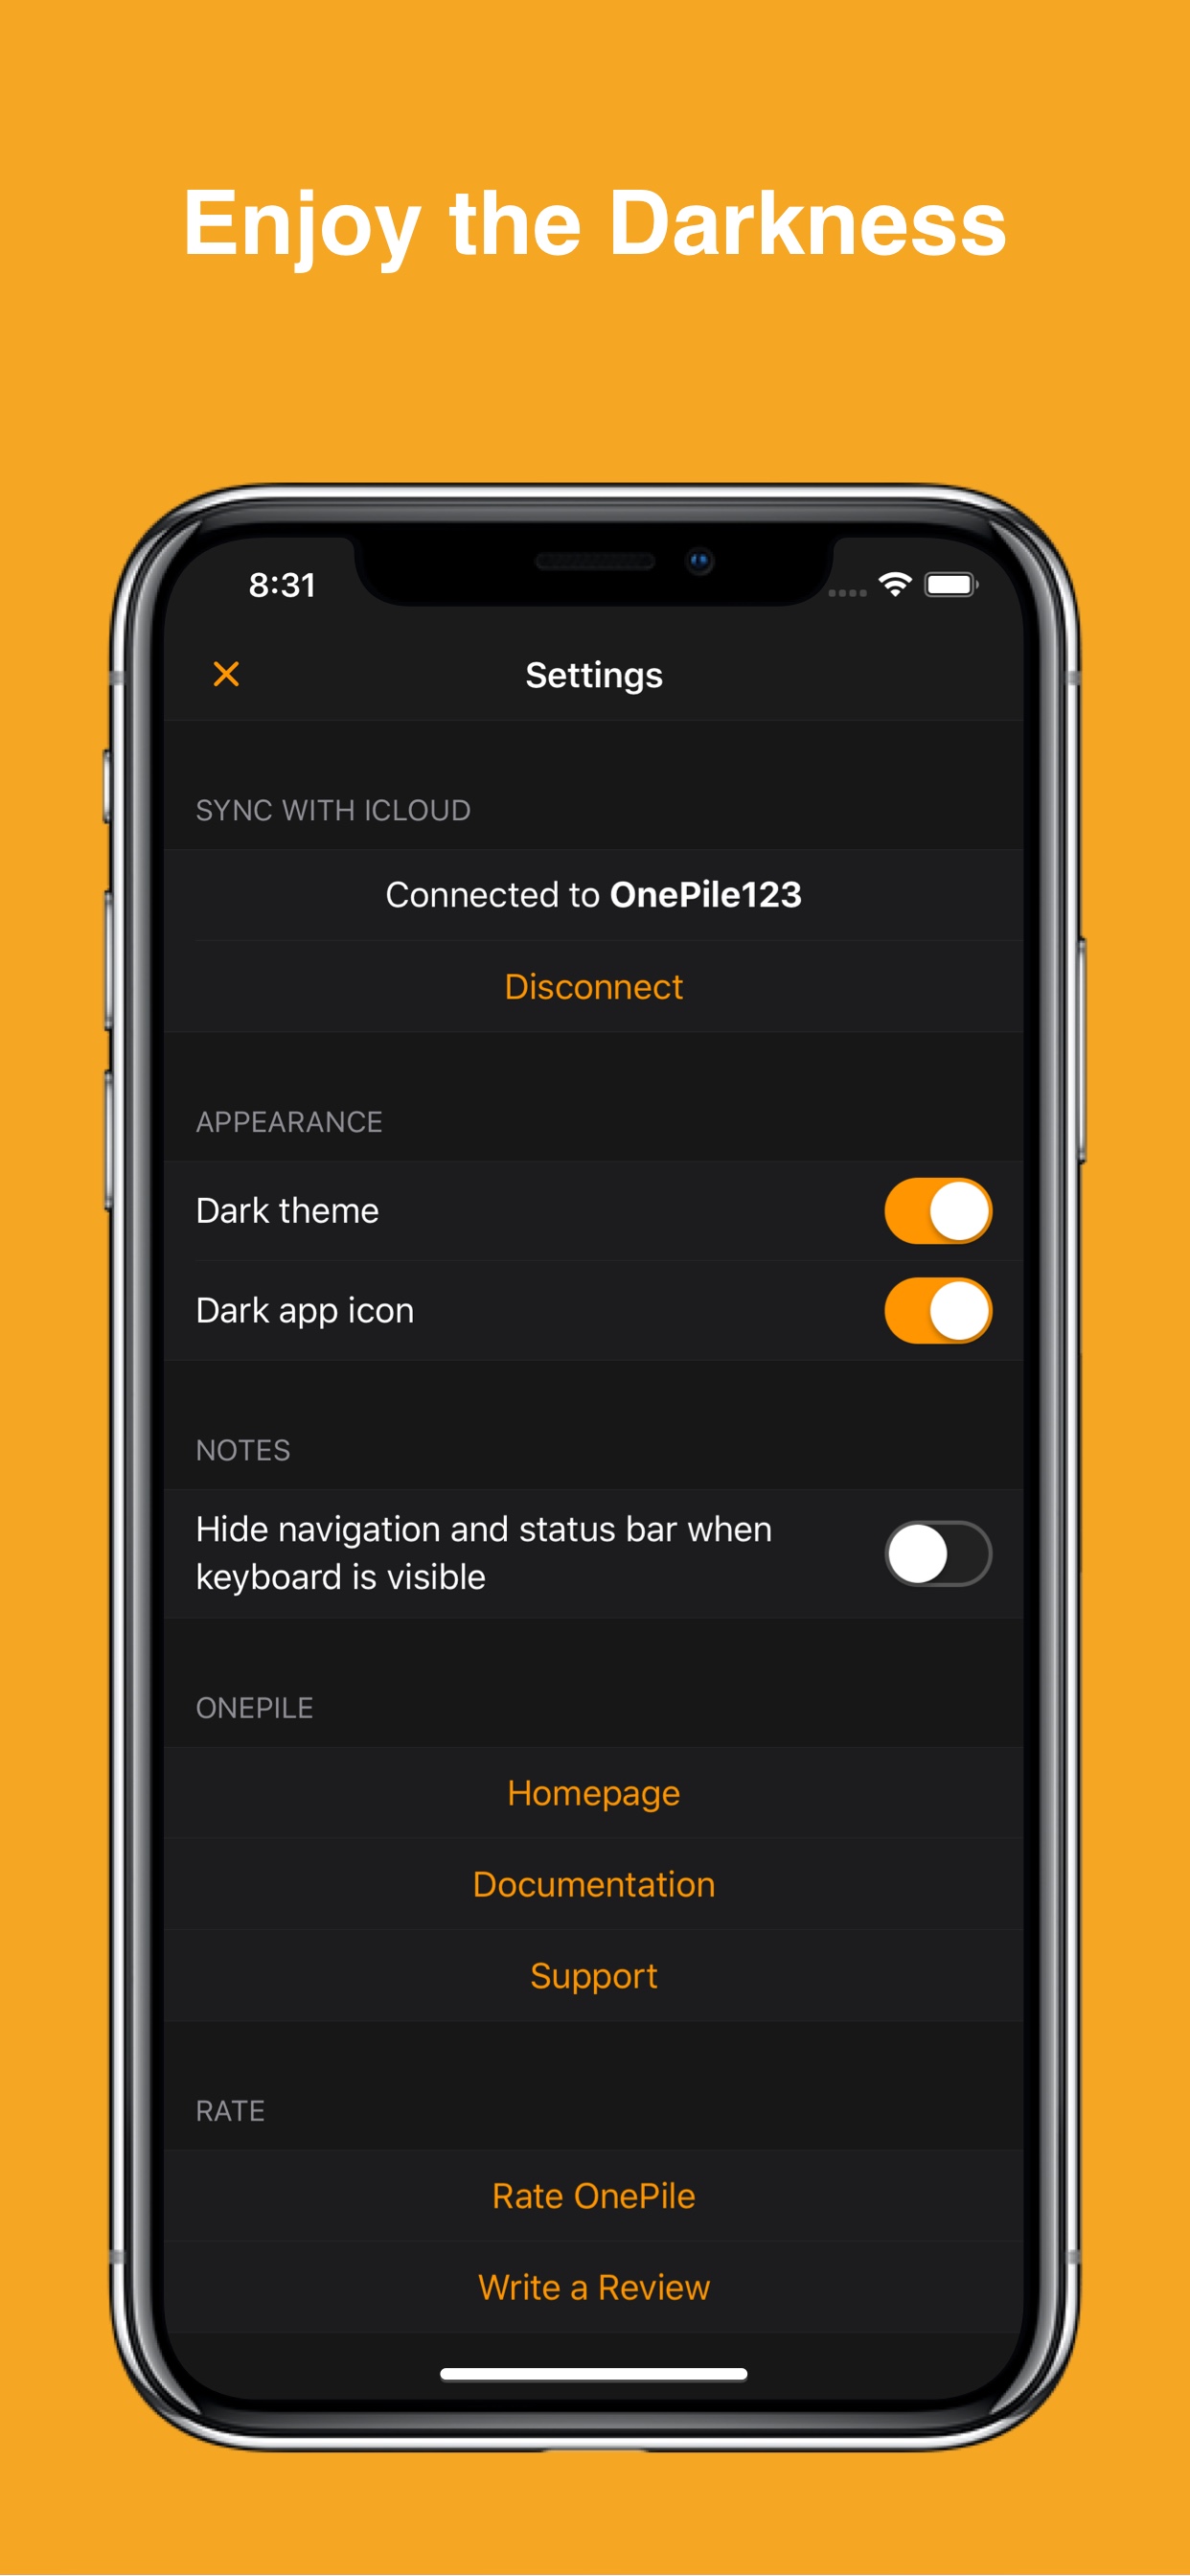 Enjoy the Darkness
8:31
Settings
SYNC WITH ICLOUD
Connected to OnePile123
Disconnect
APPEARANCE
Dark theme
Dark app icon
NOTES
Hide navigation and status bar when
keyboard is visible
ONEPILE
Homepage
Documentation
Support
RATE
Rate OnePile
Write a Review